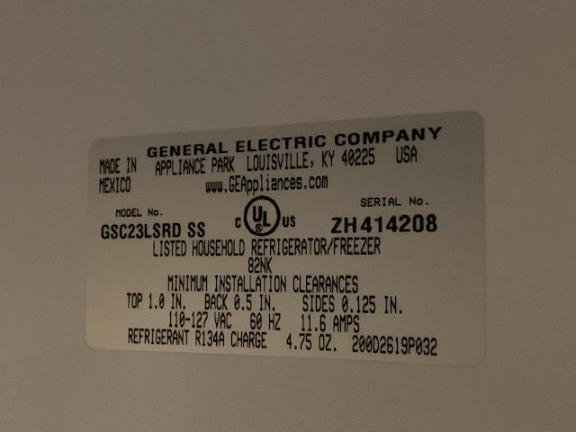 GENERAL ELECTRIC COMPANY
MADE IN MEXICO
APPLIANCE PARK LOUISVILLE, KY 40225 USA
www.GEAppliances.com
MODEL No.
GSC23LSRD SS
C UL US
SERIAL No.
ZH414208
LISTED HOUSEHOLD REFRIGERATOR/FREEZER
82NK
MINIMUM INSTALLATION CLEARANCES
TOP 1.0 IN. BACK 0.5 IN. SIDES 0.125 IN.
110-127 VAC 60 HZ 11.6 AMPS
REFRIGERANT R134A CHARGE 4.75 OZ. 200D2619P032